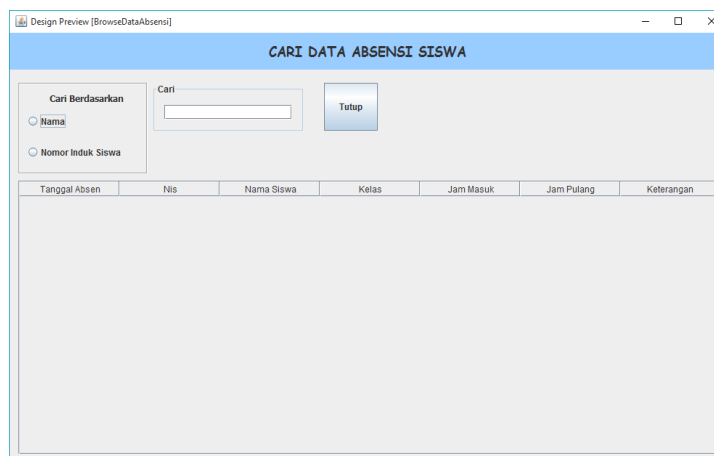 Design Preview [BrowseDataAbsensi]
CARI DATA ABSENSI SISWA
Cari Berdasarkan
Nama
Nomor Induk Siswa
Cari
Tutup
Tanggal Absen Nis Nama Siswa Kelas Jam Masuk Jam Pulang Keterangan